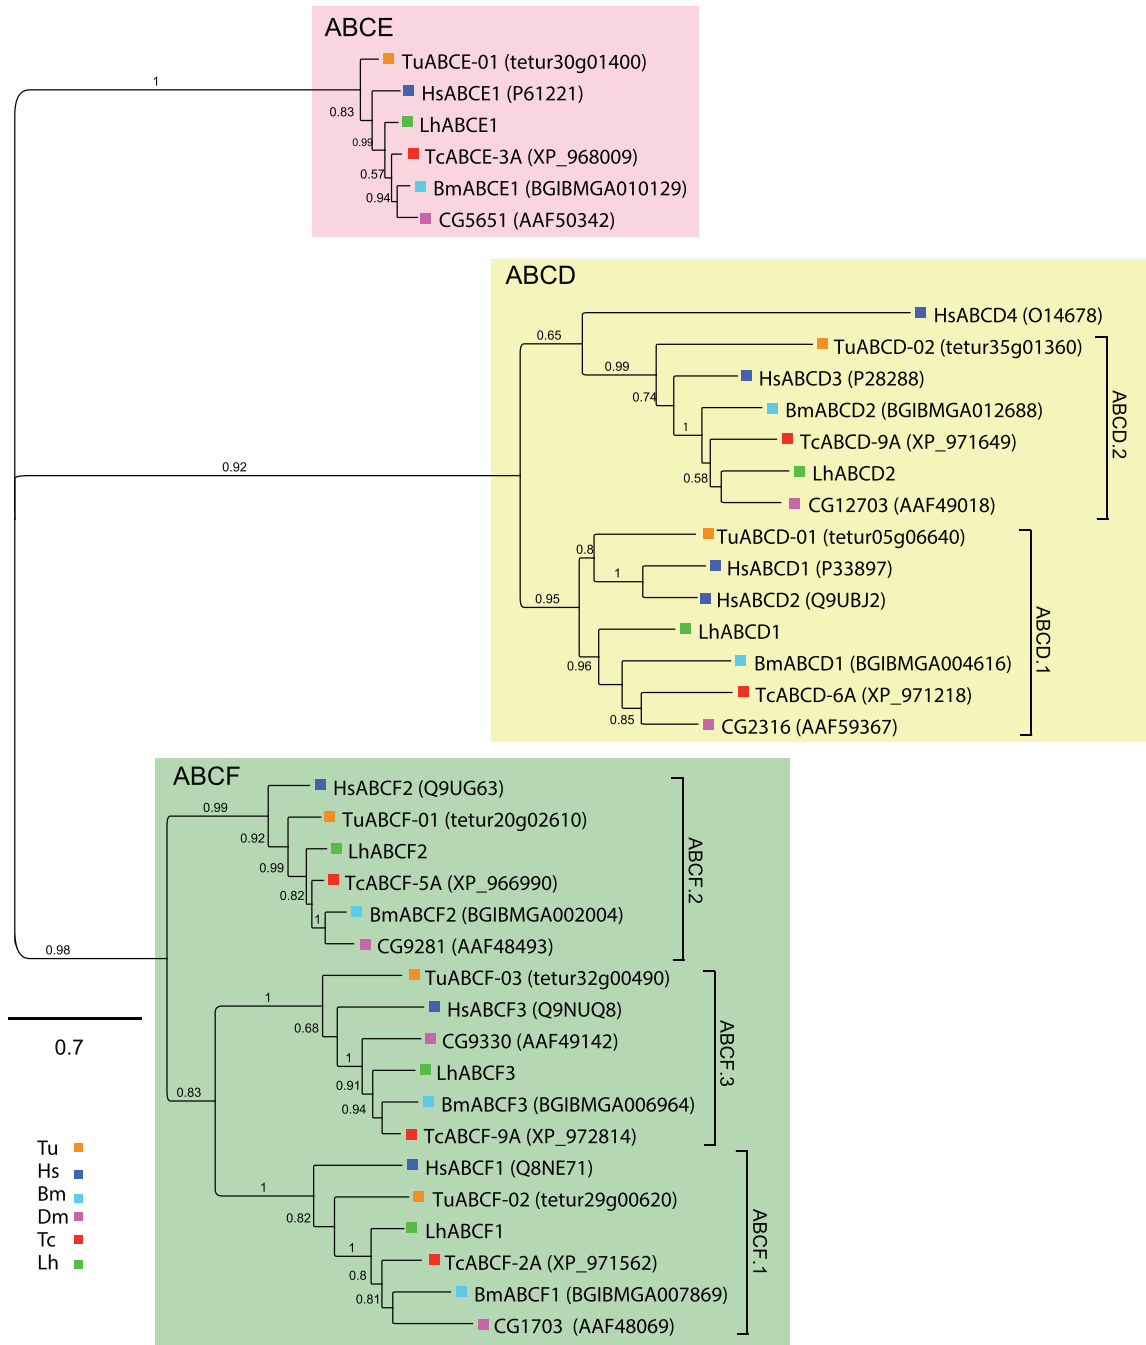 ABCE
TuABCE-01 (tetur30g01400)
1
HsABCE1 (P61221)
0.83
LhABCE1
0.99
TcABCE-3A (XP_968009)
0.57
BmABCE1 (BGIBMGA010129)
0.94
CG5651 (AAF50342)
ABCD
HsABCD4 (O14678)
0.65
TuABCD-02 (tetur35g01360)
0.99
HsABCD3 (P28288)
0.74
BmABCD2 (BGIBMGA012688)
1
TcABCD-9A (XP_971649)
0.92
LhABCD2
0.58
CG12703 (AAF49018)
ABCD.2
TuABCD-01 (tetur05g06640)
0.8
HsABCD1 (P33897)
1
HsABCD2 (Q9UBJ2)
0.95
LhABCD1
BmABCD1 (BGIBMGA004616)
0.96
TcABCD-6A (XP_971218)
0.85
CG2316 (AAF59367)
ABCD.1
ABCF
HsABCF2 (Q9UG63)
0.99
TuABCF-01 (tetur20g02610)
0.92
LhABCF2
0.99
TcABCF-5A (XP_966990)
0.82
BmABCF2 (BGIBMGA002004)
1
CG9281 (AAF48493)
ABCF.2
0.98
TuABCF-03 (tetur32g00490)
1
HsABCF3 (Q9NUQ8)
0.68
CG9330 (AAF49142)
1
LhABCF3
0.91
BmABCF3 (BGIBMGA006964)
0.94
TcABCF-9A (XP_972814)
ABCF.3
0.83
HsABCF1 (Q8NE71)
1
TuABCF-02 (tetur29g00620)
0.82
LhABCF1
1
TcABCF-2A (XP_971562)
0.8
BmABCF1 (BGIBMGA007869)
0.81
CG1703 (AAF48069)
ABCF.1
0.7
Tu
Hs
Bm
Dm
Tc
Lh